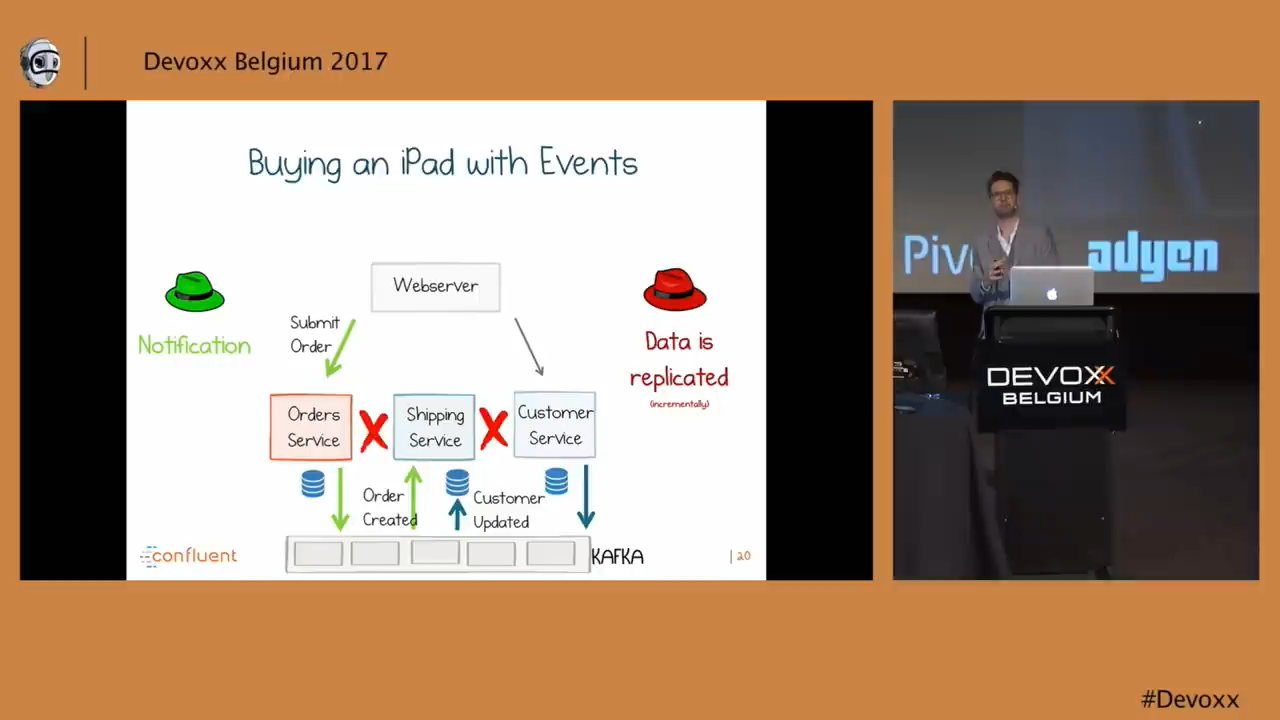 Devoxx Belgium 2017
Buying an iPad with Events
Webserver
Submit
Order
Notification
Data is
replicated
(incrementally)
Orders
Service
Shipping
Service
Customer
Service
Order
Created
Customer
Updated
confluent
KAFKA
| 20
Piv
adyen
DEVOXX
BELGIUM
#Devoxx